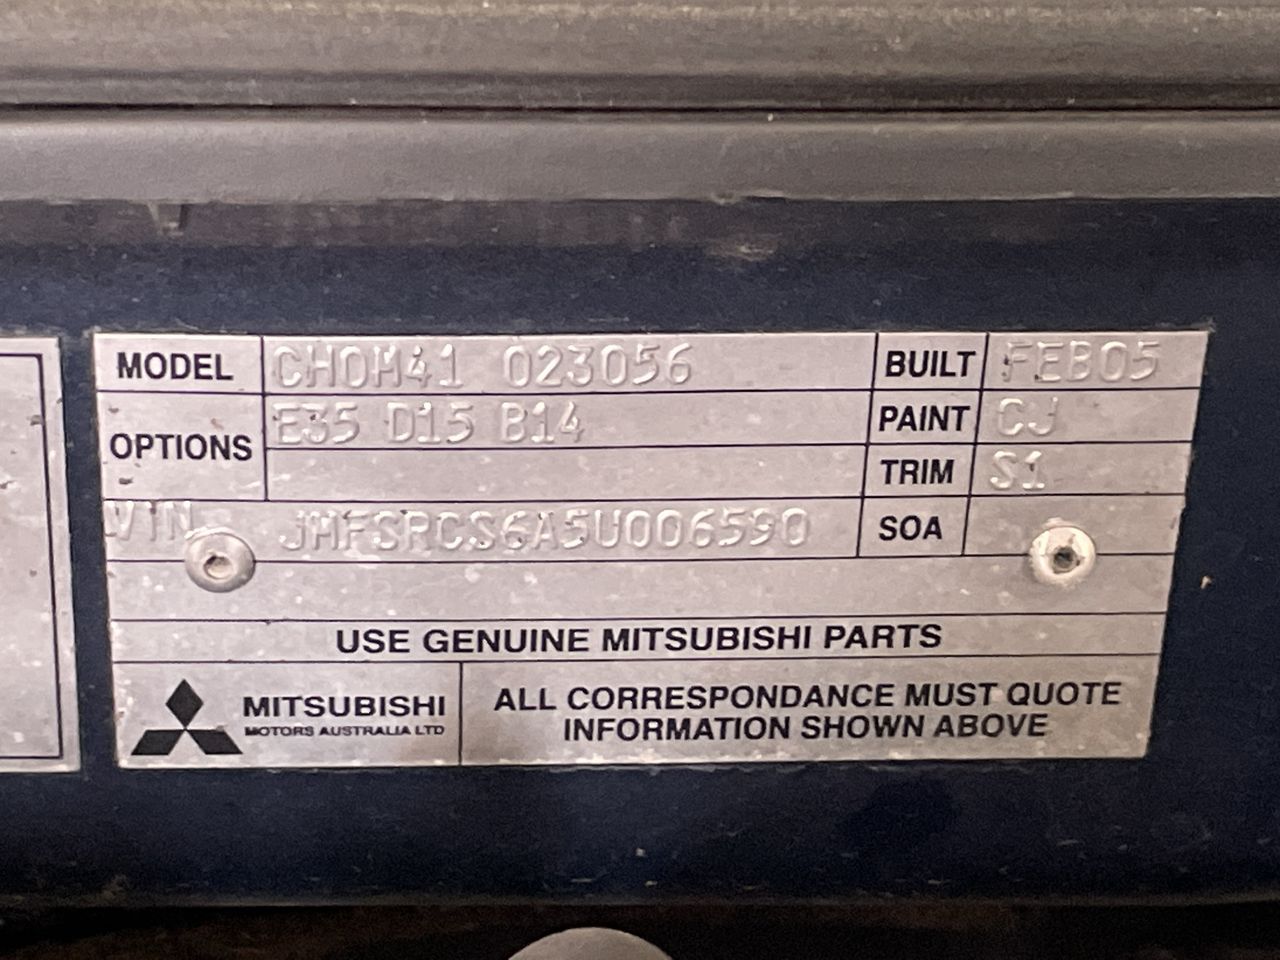 MODEL CH0M41 023056 BUILT FEB05
OPTIONS E35 D15 B14 PAINT CJ
TRIM S1
VIN JMFSRCS6A5U006590 SOA
USE GENUINE MITSUBISHI PARTS
MITSUBISHI
MOTORS AUSTRALIA LTD
ALL CORRESPONDANCE MUST QUOTE
INFORMATION SHOWN ABOVE